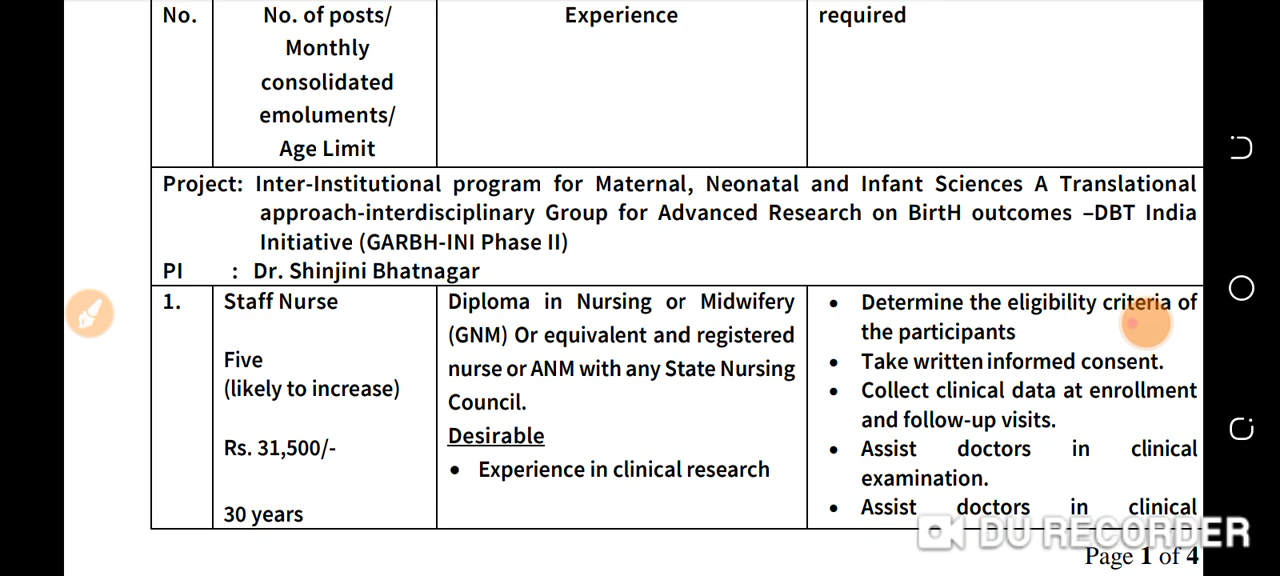 No.
No. of posts/
Monthly
consolidated
emoluments/
Age Limit
Experience
required
Project: Inter-Institutional program for Maternal, Neonatal and Infant Sciences A Translational
approach-interdisciplinary Group for Advanced Research on BirtH outcomes –DBT India
Initiative (GARBH-INI Phase II)
PI : Dr. Shinjini Bhatnagar
1.
Staff Nurse
Five
(likely to increase)
Rs. 31,500/-
30 years
Diploma in Nursing or Midwifery
(GNM) Or equivalent and registered
nurse or ANM with any State Nursing
Council.
Desirable
• Experience in clinical research
• Determine the eligibility criteria of
the participants
• Take written informed consent.
• Collect clinical data at enrollment
and follow-up visits.
• Assist doctors in clinical
examination.
• Assist doctors in clinical
DU RECORDER
Page 1 of 4